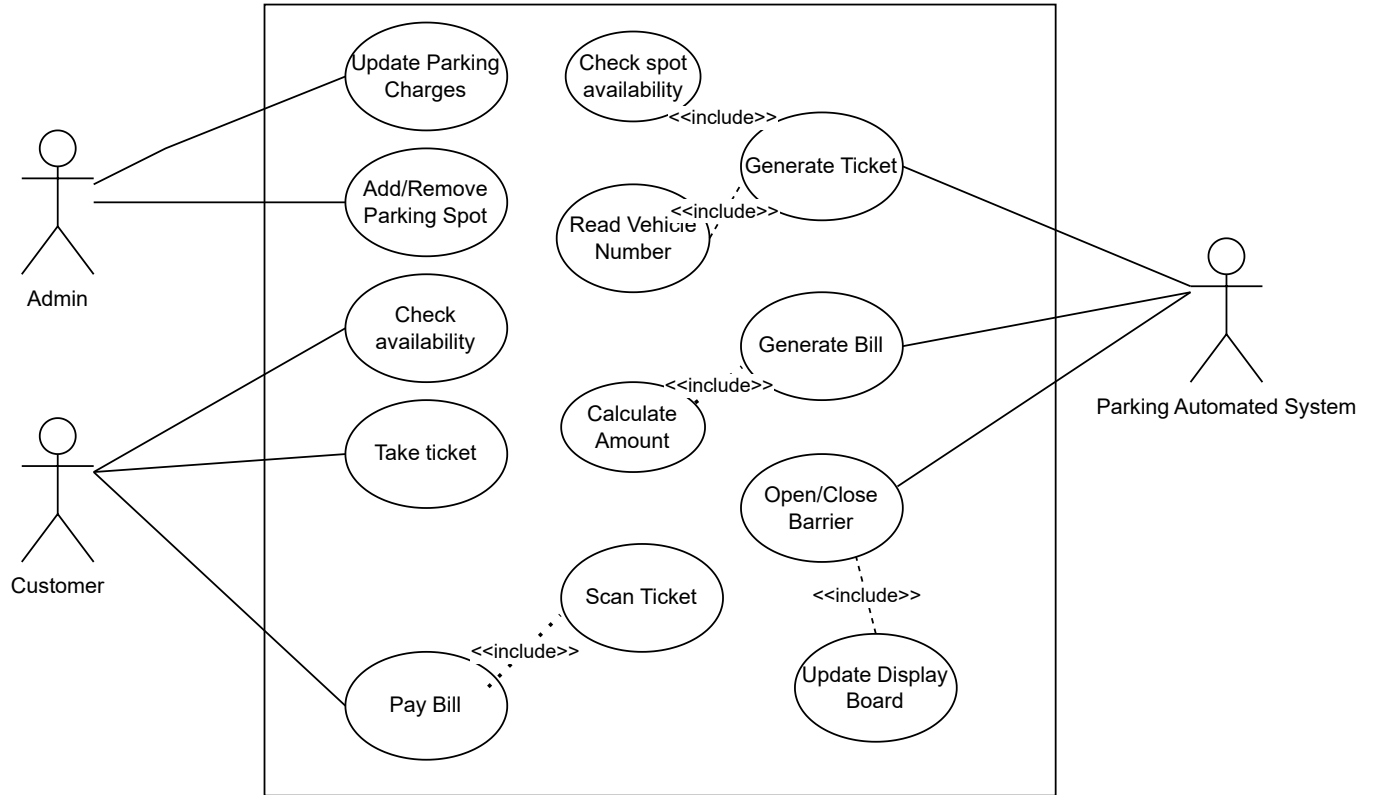 Update Parking
Charges
Check spot
availability
<<include>>
Generate Ticket
Add/Remove
Parking Spot
<<include>>
Read Vehicle
Number
Admin
Check
availability
Generate Bill
<<include>>
Calculate
Amount
Parking Automated System
Take ticket
Open/Close
Barrier
Customer
Scan Ticket
<<include>>
<<include>>
Pay Bill
Update Display
Board